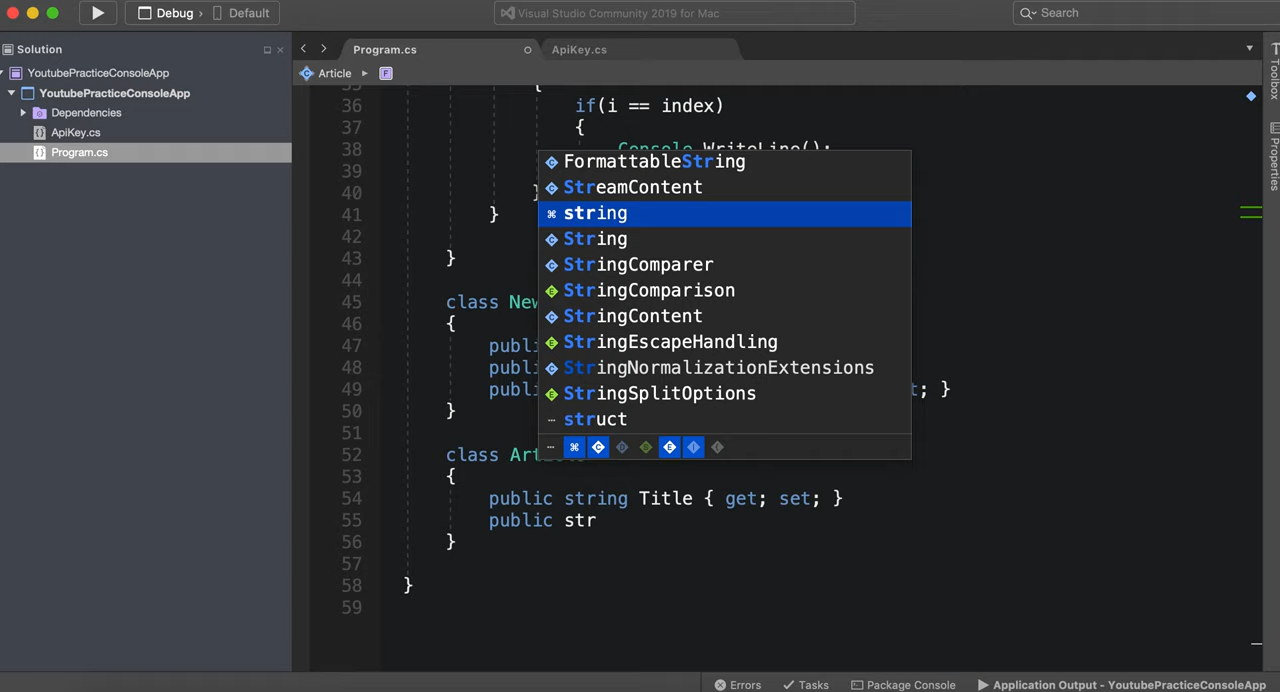 Debug › Default
Visual Studio Community 2019 for Mac
Search
Solution
Program.cs
ApiKey.cs
Toolbox
Properties
YoutubePracticeConsoleApp
YoutubePracticeConsoleApp
Dependencies
ApiKey.cs
Program.cs
Article
F
36 if(i == index)
37 {
38 Console.WriteLine();
39
40 }
41 }
42
43 }
44
45 class New
46 {
47 publi
48 publi
49 publi t; }
50 }
51
52 class Art
53 {
54 public string Title { get; set; }
55 public str
56 }
57
58 }
59
FormattableString
StreamContent
string
String
StringComparer
StringComparison
StringContent
StringEscapeHandling
StringNormalizationExtensions
StringSplitOptions
struct
Errors
Tasks
Package Console
Application Output - YoutubePracticeConsoleApp